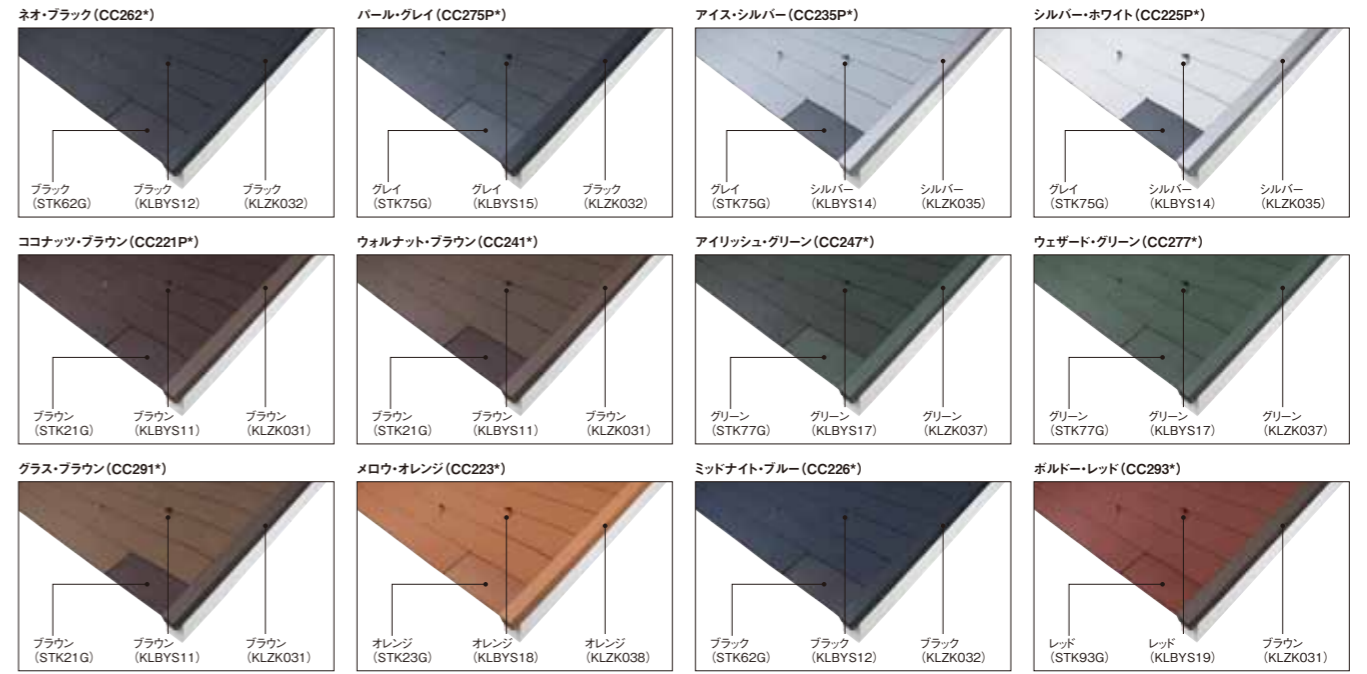 ネオ・ブラック(CC262*)
パール・グレイ(CC275P*)
アイス・シルバー(CC235P*)
シルバー・ホワイト(CC225P*)
ブラック
(STK62G)
ブラック
(KLBYS12)
ブラック
(KLZK032)
グレイ
(STK75G)
グレイ
(KLBYS15)
ブラック
(KLZK032)
グレイ
(STK75G)
シルバー
(KLBYS14)
シルバー
(KLZK035)
グレイ
(STK75G)
シルバー
(KLBYS14)
シルバー
(KLZK035)
ココナッツ・ブラウン(CC221P*)
ウォルナット・ブラウン(CC241*)
アイリッシュ・グリーン(CC247*)
ウェザード・グリーン(CC277*)
ブラウン
(STK21G)
ブラウン
(KLBYS11)
ブラウン
(KLZK031)
ブラウン
(STK21G)
ブラウン
(KLBYS11)
ブラウン
(KLZK031)
グリーン
(STK77G)
グリーン
(KLBYS17)
グリーン
(KLZK037)
グリーン
(STK77G)
グリーン
(KLBYS17)
グリーン
(KLZK037)
グラス・ブラウン(CC291*)
メロウ・オレンジ(CC223*)
ミッドナイト・ブルー(CC226*)
ボルドー・レッド(CC293*)
ブラウン
(STK21G)
ブラウン
(KLBYS11)
ブラウン
(KLZK031)
オレンジ
(STK23G)
オレンジ
(KLBYS18)
オレンジ
(KLZK038)
ブラック
(STK62G)
ブラック
(KLBYS12)
ブラック
(KLZK032)
レッド
(STK93G)
レッド
(KLBYS19)
ブラウン
(KLZK031)